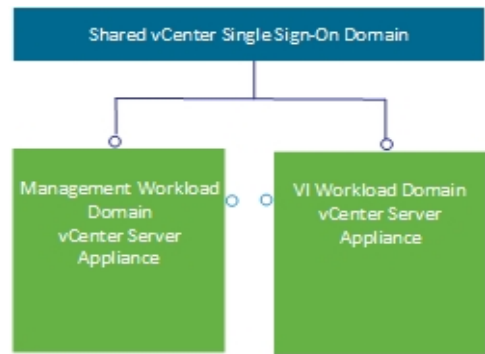 Shared vCenter Single Sign-On Domain
Management Workload
Domain
vCenter Server
Appliance
VI Workload Domain
vCenter Server
Appliance